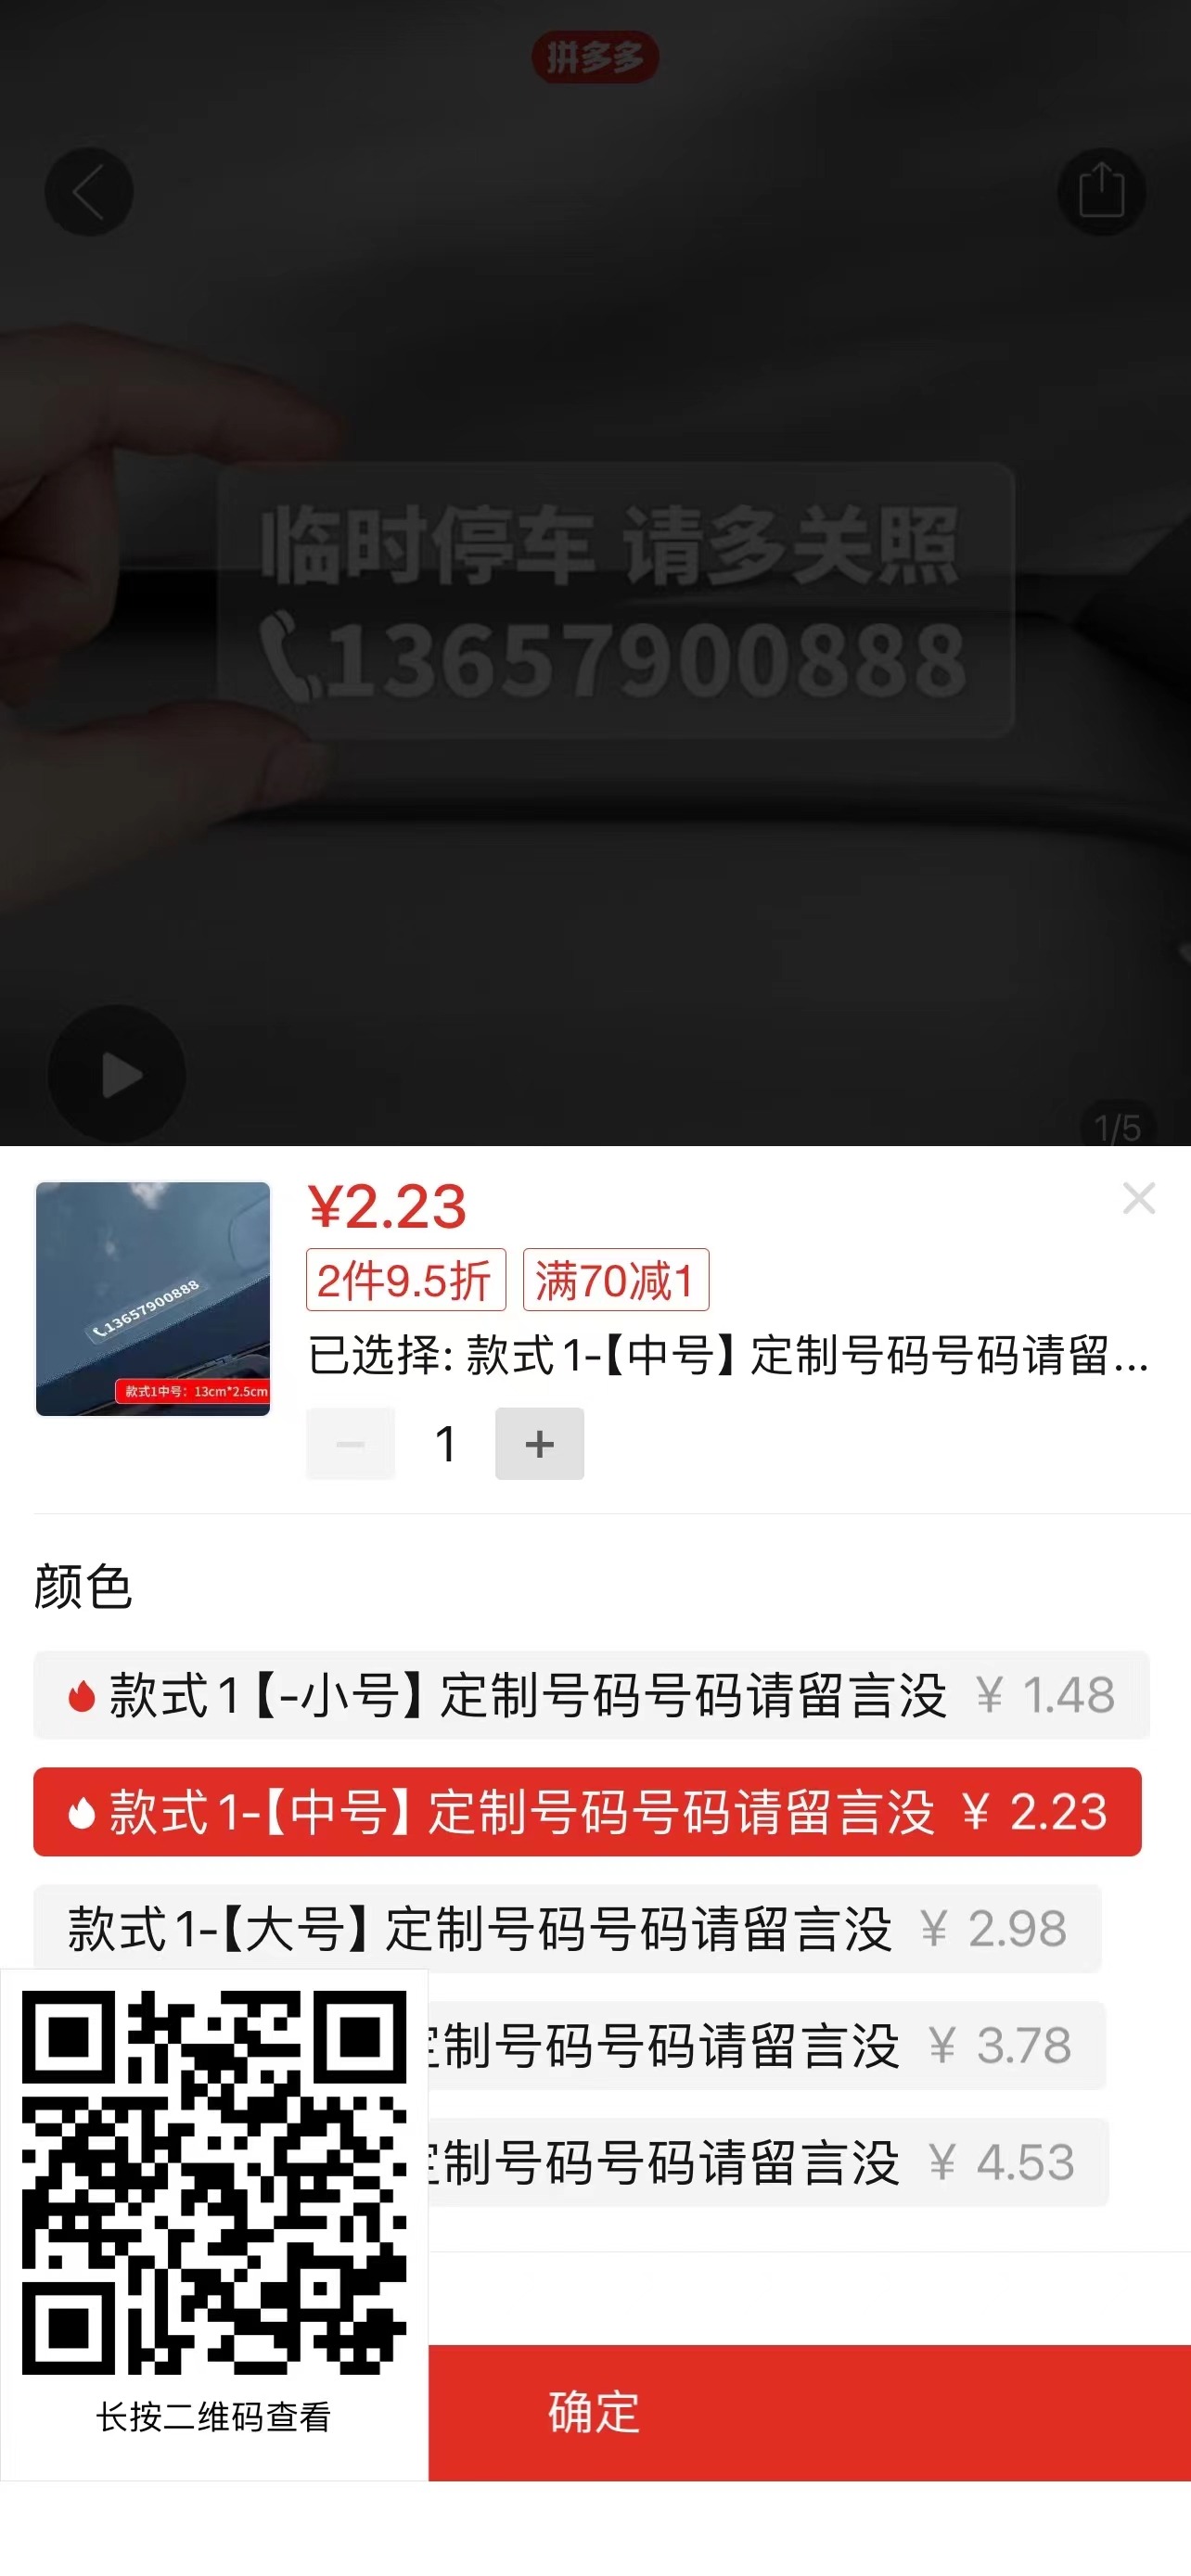 拼多多
临时停车 请多关照
13657900888
1/5
¥2.23
2件9.5折 满70减1
13657900888
款式1中号：13cm*2.5cm
已选择: 款式1-【中号】定制号码号码请留...
1
颜色
款式1【-小号】定制号码号码请留言没 ¥ 1.48
款式1-【中号】定制号码号码请留言没 ¥ 2.23
款式1-【大号】定制号码号码请留言没 ¥ 2.98
制号码号码请留言没 ¥ 3.78
制号码号码请留言没 ¥ 4.53
长按二维码查看
确定